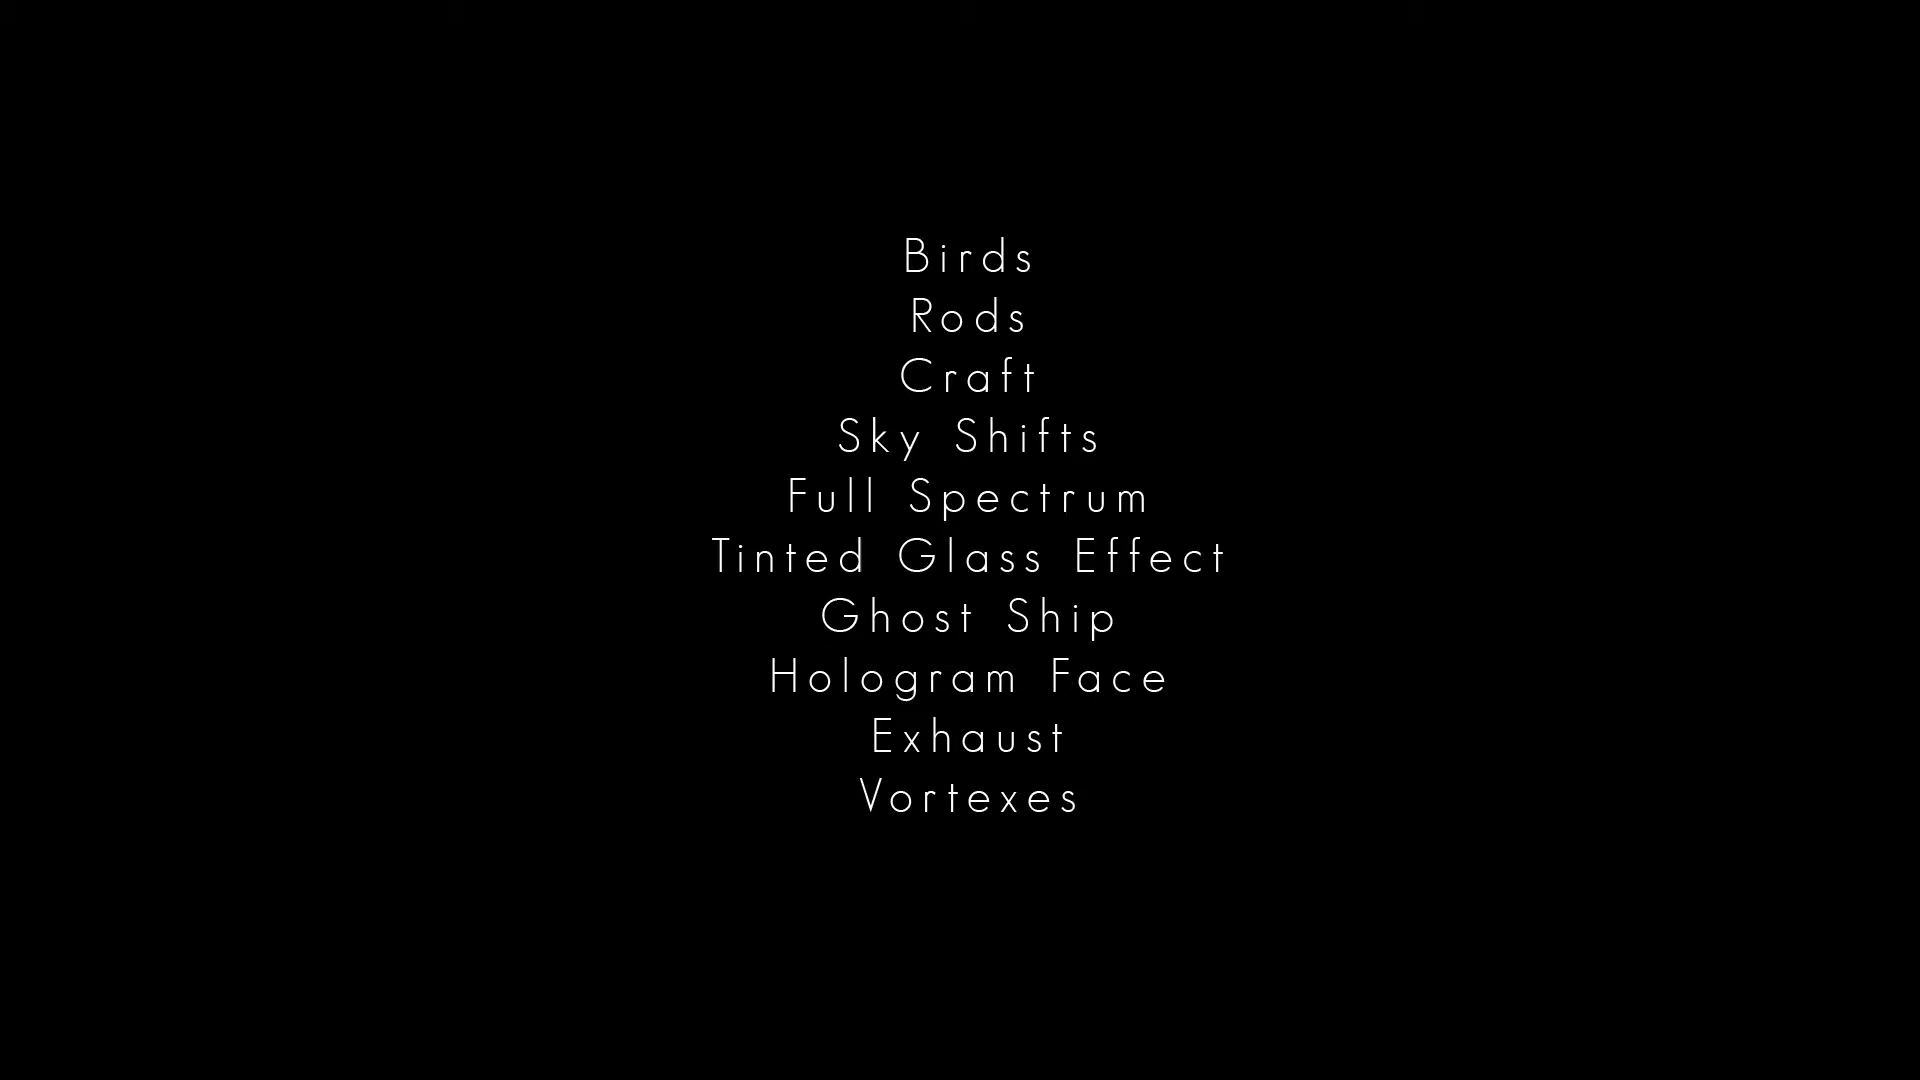 Birds
Rods
Craft
Sky Shifts
Full Spectrum
Tinted Glass Effect
Ghost Ship
Hologram Face
Exhaust
Vortexes